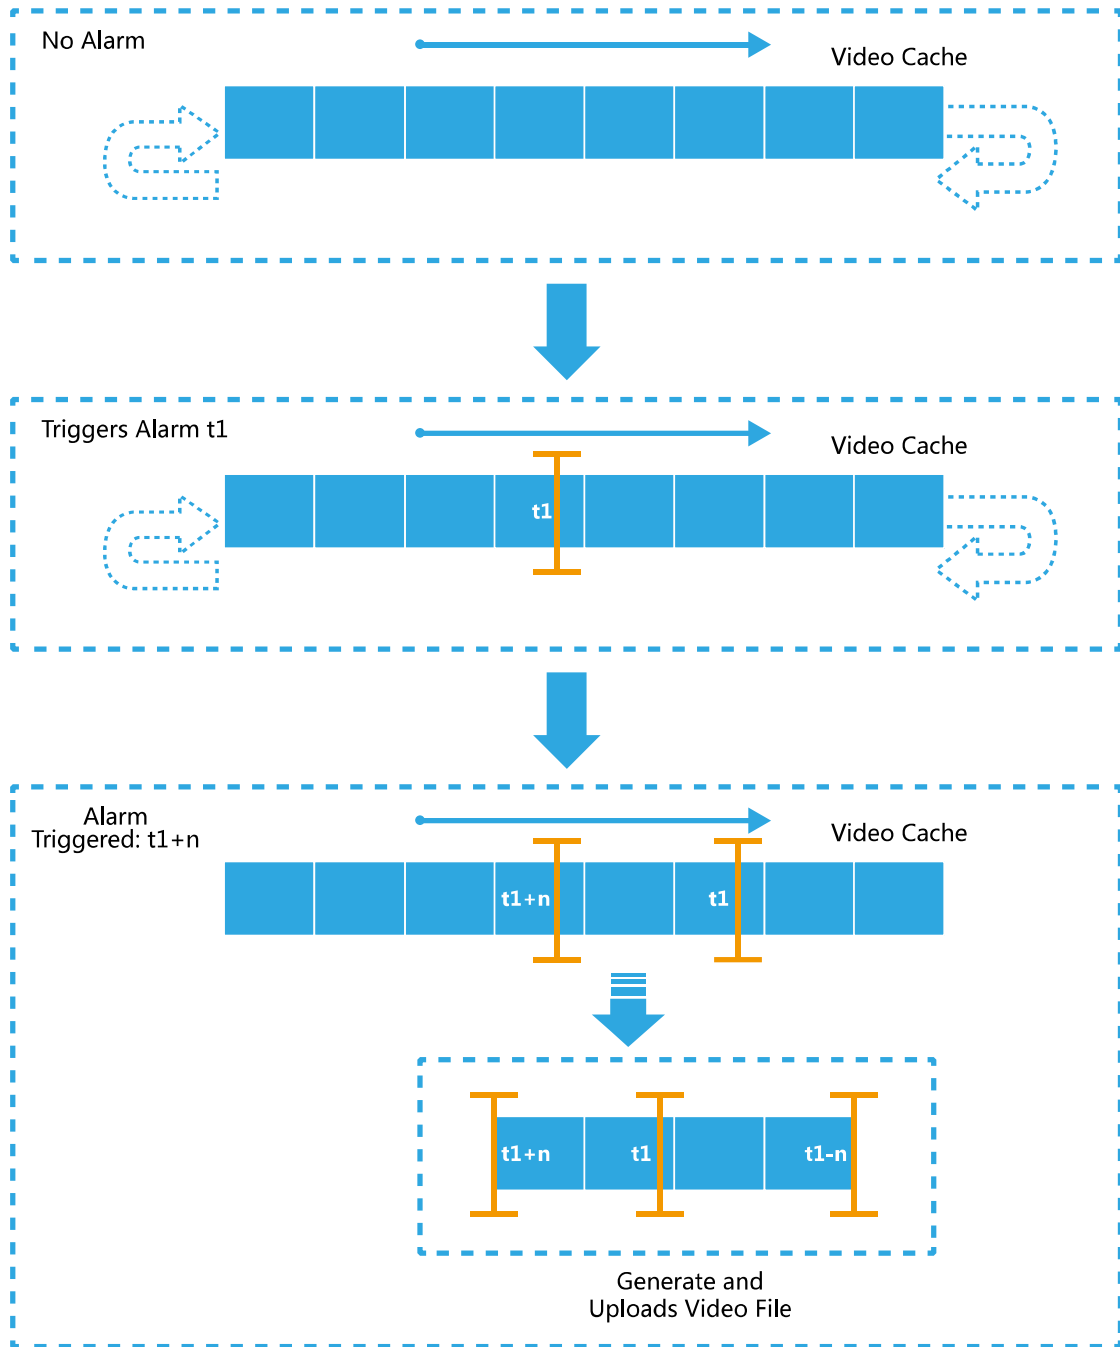 No Alarm
Video Cache
Triggers Alarm t1
Video Cache
t1
Alarm
Triggered: t1+n
Video Cache
t1+n t1
t1+n t1 t1-n
Generate and
Uploads Video File